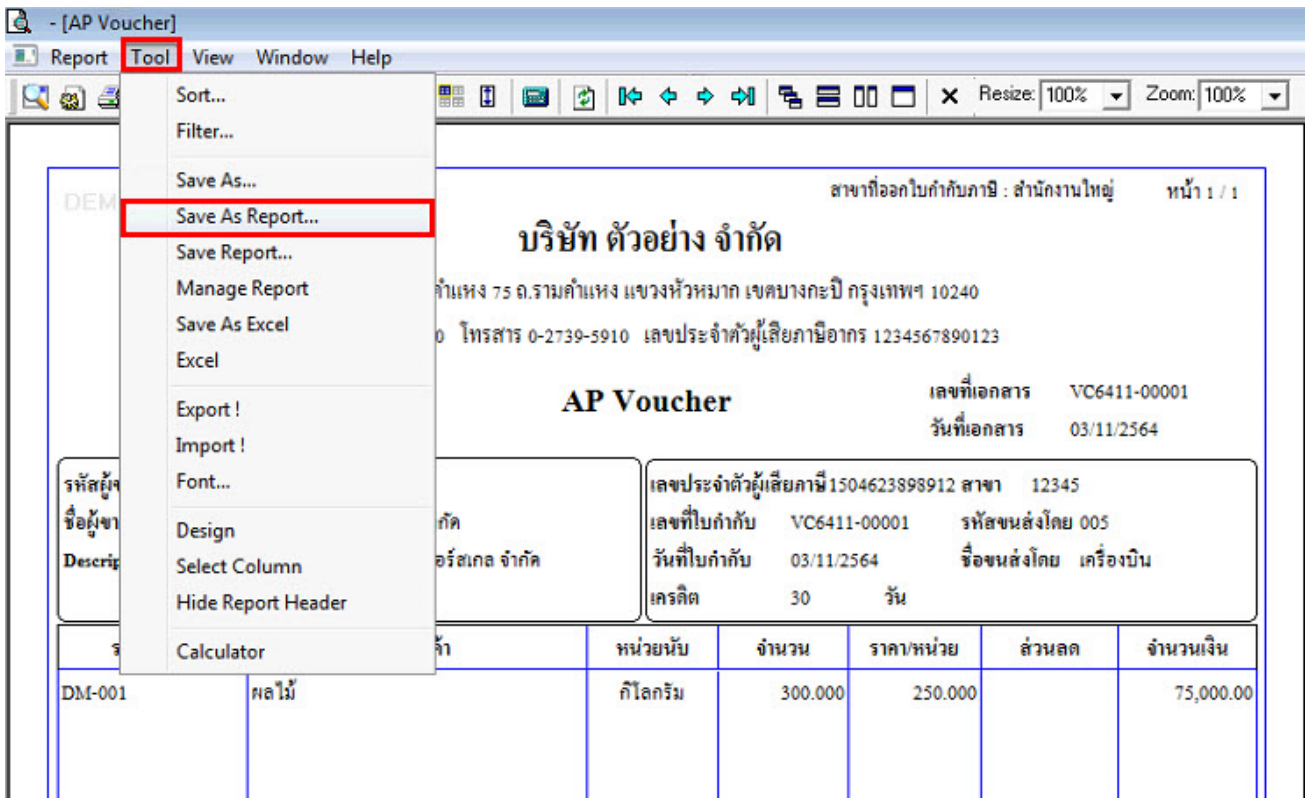 - [AP Voucher]
Report Tool View Window Help
Resize: 100% Zoom: 100%
Sort...
Filter...
Save As...
Save As Report...
Save Report...
Manage Report
Save As Excel
Excel
Export !
Import !
Font...
Design
Select Column
Hide Report Header
Calculator
DEM
สาขาที่ออกใบกำกับภาษี : สำนักงานใหญ่ หน้า 1 / 1
บริษัท ตัวอย่าง จำกัด
คำแหง 75 ถ.รามคำแหง แขวงหัวหมาก เขตบางกะปิ กรุงเทพฯ 10240
0 โทรสาร 0-2739-5910 เลขประจำตัวผู้เสียภาษีอากร 1234567890123
AP Voucher
เลขที่เอกสาร VC6411-00001
วันที่เอกสาร 03/11/2564
รหัสผู้ข
ชื่อผู้ขา กัด
Descrip อร์สเกล จำกัด
เลขประจำตัวผู้เสียภาษี 1504623898912 สาขา 12345
เลขที่ใบกำกับ VC6411-00001 รหัสขนส่งโดย 005
วันที่ใบกำกับ 03/11/2564 ชื่อขนส่งโดย เครื่องบิน
เครดิต 30 วัน
ร ค้า หน่วยนับ จำนวน ราคา/หน่วย ส่วนลด จำนวนเงิน
DM-001 ผลไม้ กิโลกรัม 300.000 250.000 75,000.00